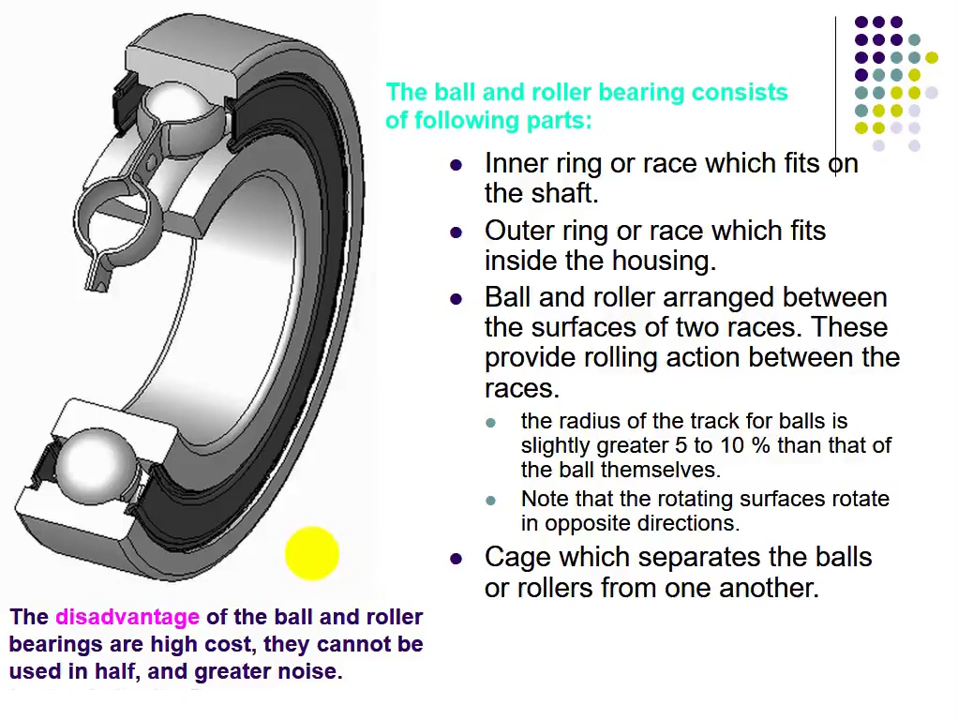 The ball and roller bearing consists
of following parts:
Inner ring or race which fits on
the shaft.
Outer ring or race which fits
inside the housing.
Ball and roller arranged between
the surfaces of two races. These
provide rolling action between the
races.
the radius of the track for balls is
slightly greater 5 to 10 % than that of
the ball themselves.
Note that the rotating surfaces rotate
in opposite directions.
Cage which separates the balls
or rollers from one another.
The disadvantage of the ball and roller
bearings are high cost, they cannot be
used in half, and greater noise.